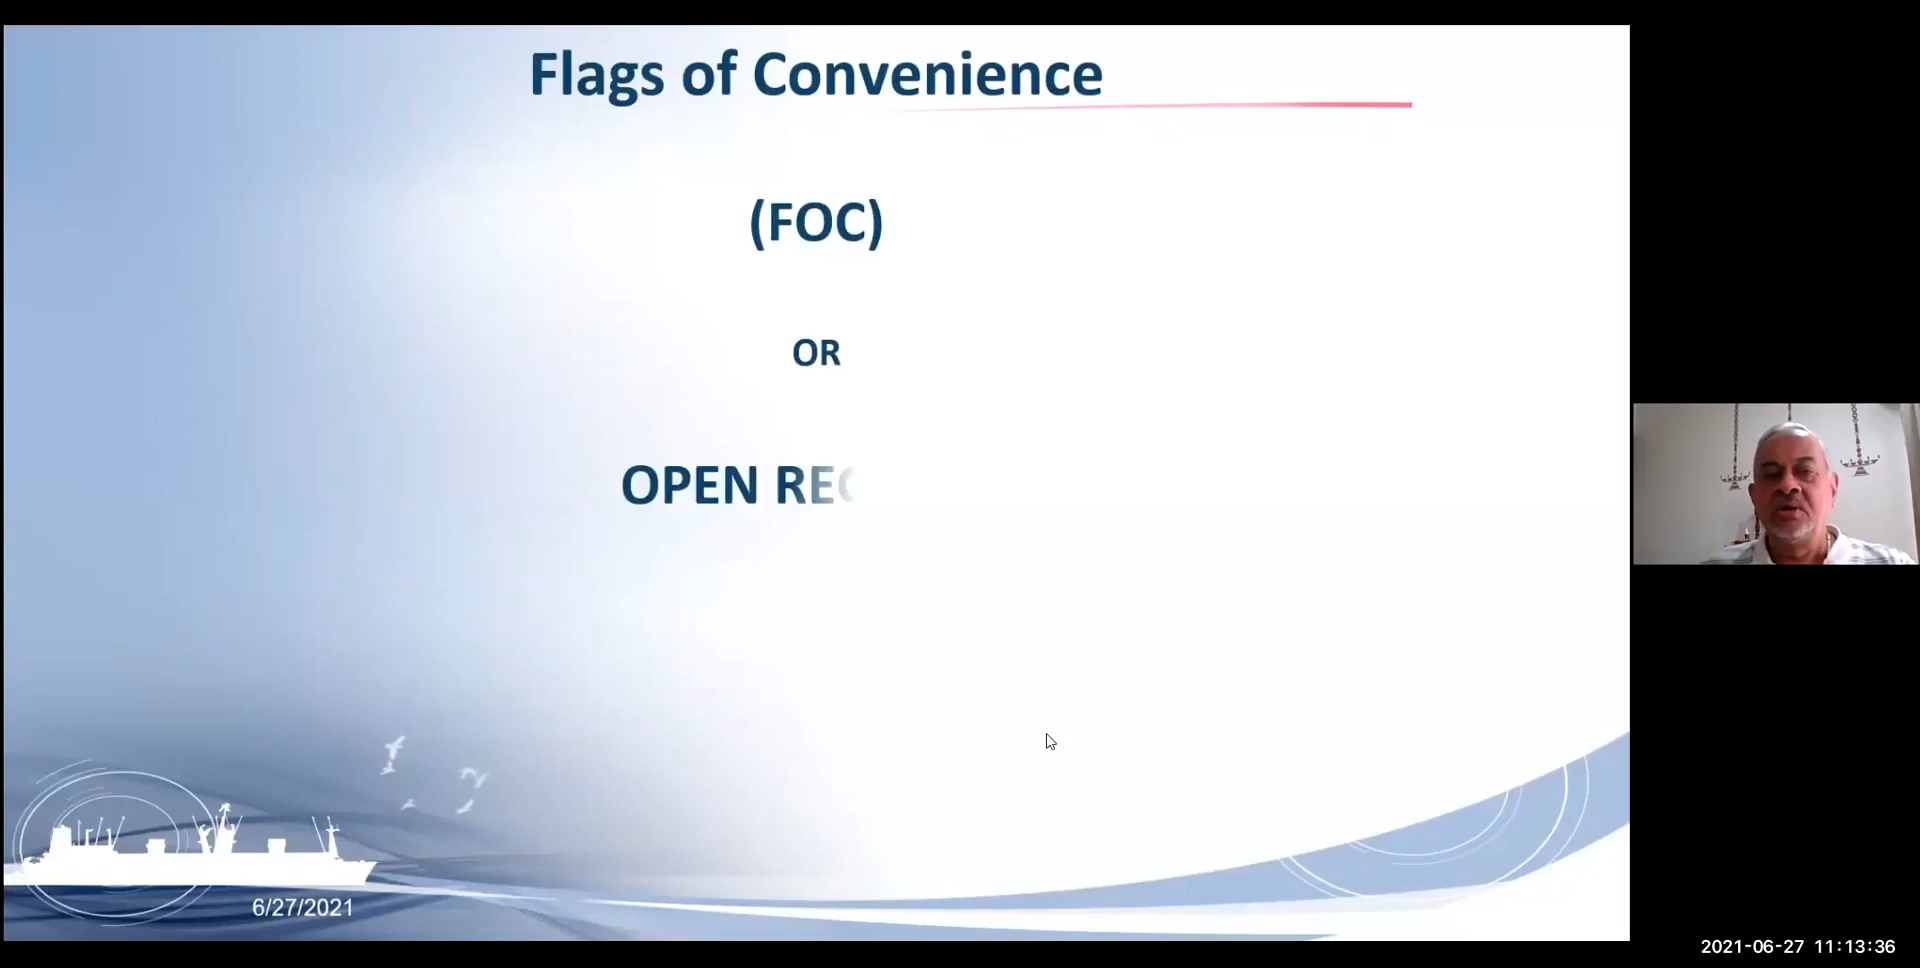 Flags of Convenience
(FOC)
OR
OPEN RE
6/27/2021
2021-06-27 11:13:36